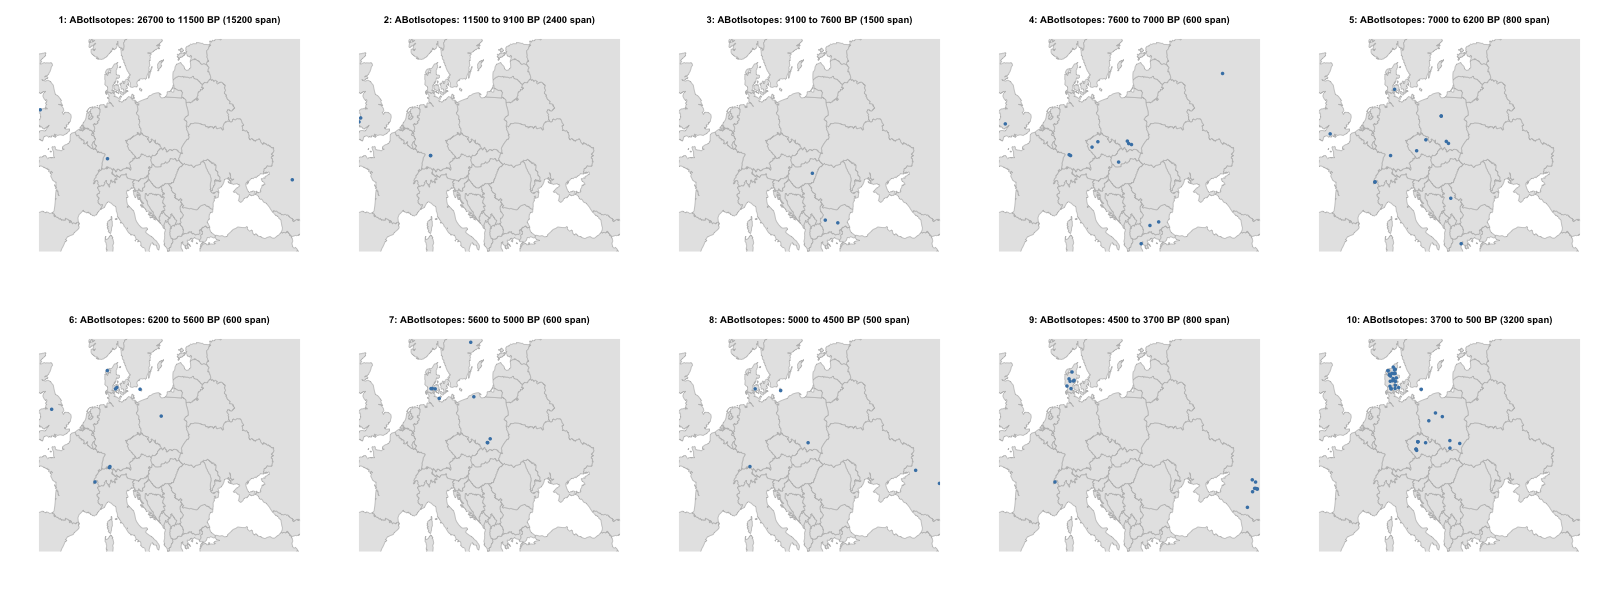 1: ABotIsotopes: 26700 to 11500 BP (15200 span)
2: ABotIsotopes: 11500 to 9100 BP (2400 span)
3: ABotIsotopes: 9100 to 7600 BP (1500 span)
4: ABotIsotopes: 7600 to 7000 BP (600 span)
5: ABotIsotopes: 7000 to 6200 BP (800 span)
6: ABotIsotopes: 6200 to 5600 BP (600 span)
7: ABotIsotopes: 5600 to 5000 BP (600 span)
8: ABotIsotopes: 5000 to 4500 BP (500 span)
9: ABotIsotopes: 4500 to 3700 BP (800 span)
10: ABotIsotopes: 3700 to 500 BP (3200 span)